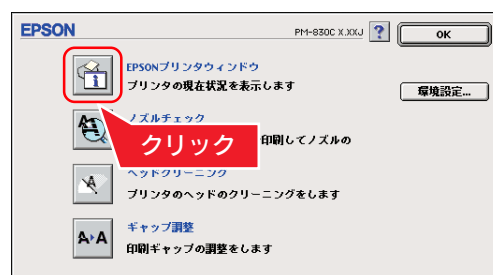 EPSON
PM-830C X.XXJ ? OK
EPSONプリンタウィンドウ
プリンタの現在状況を表示します
環境設定...
ノズルチェック
クリック 印刷してノズルの
ヘッドクリーニング
プリンタのヘッドのクリーニングをします
ギャップ調整
印刷ギャップの調整をします